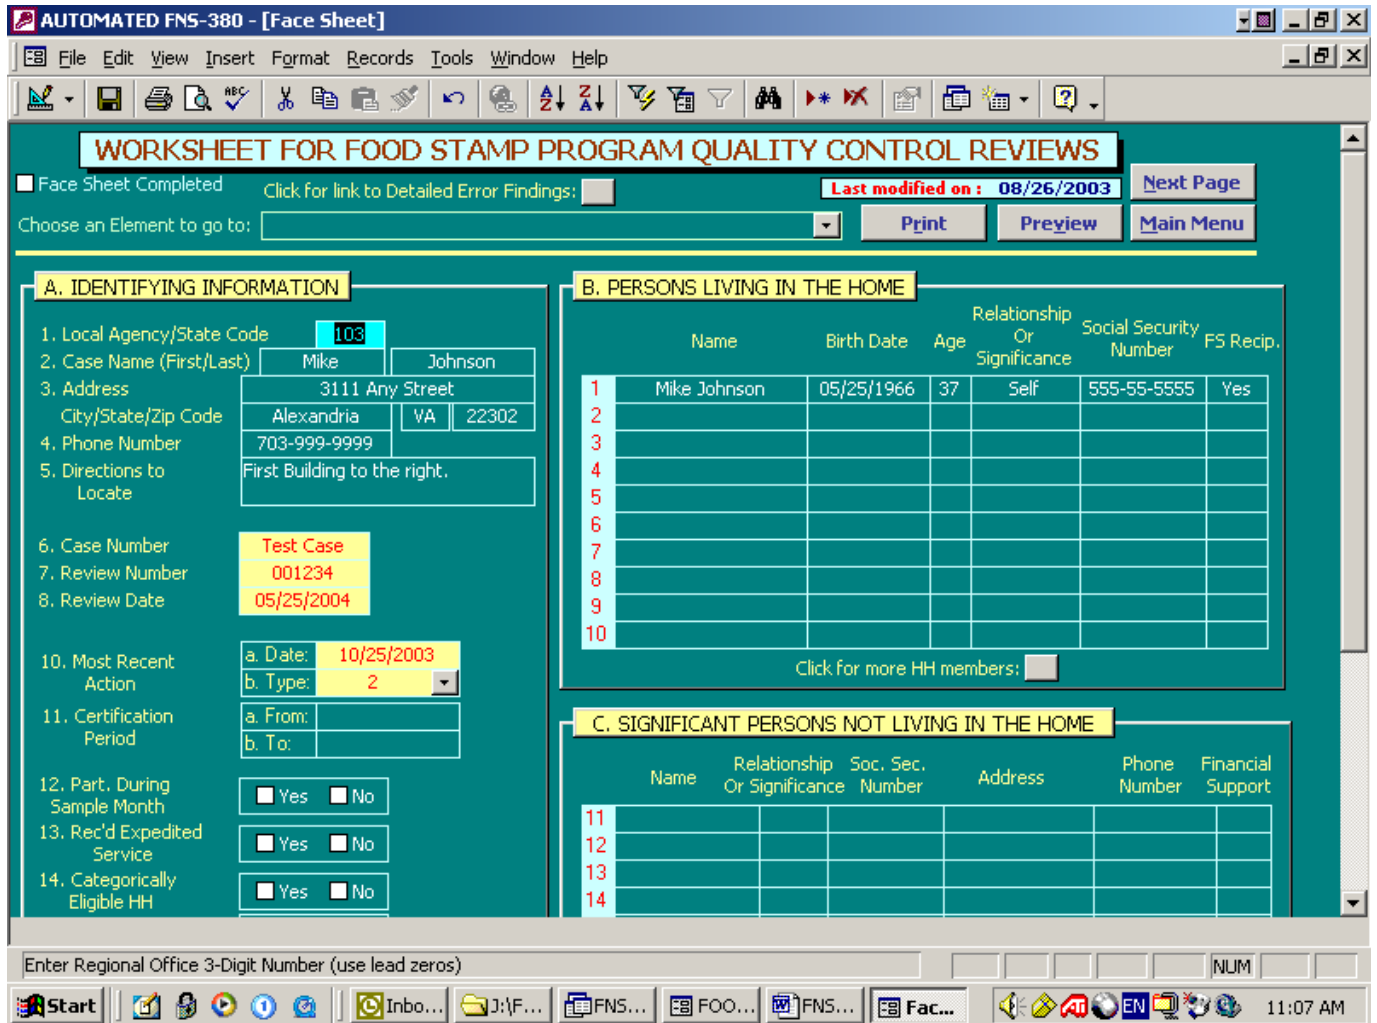 AUTOMATED FNS-380 - [Face Sheet]
File Edit View Insert Format Records Tools Window Help
WORKSHEET FOR FOOD STAMP PROGRAM QUALITY CONTROL REVIEWS
Face Sheet Completed
Click for link to Detailed Error Findings:
Last modified on : 08/26/2003
Next Page
Choose an Element to go to:
Print
Preview
Main Menu
A. IDENTIFYING INFORMATION
1. Local Agency/State Code 103
2. Case Name (First/Last) Mike Johnson
3. Address 3111 Any Street
City/State/Zip Code Alexandria VA 22302
4. Phone Number 703-999-9999
5. Directions to First Building to the right.
Locate
6. Case Number Test Case
7. Review Number 001234
8. Review Date 05/25/2004
10. Most Recent a. Date: 10/25/2003
Action b. Type: 2
11. Certification a. From:
Period b. To:
12. Part. During
Sample Month Yes No
13. Rec'd Expedited
Service Yes No
14. Categorically
Eligible HH Yes No
B. PERSONS LIVING IN THE HOME
Name Birth Date Age Relationship Or Significance Social Security Number FS Recip.
1 Mike Johnson 05/25/1966 37 Self 555-55-5555 Yes
2
3
4
5
6
7
8
9
10
Click for more HH members:
C. SIGNIFICANT PERSONS NOT LIVING IN THE HOME
Name Relationship Or Significance Soc. Sec. Number Address Phone Number Financial Support
11
12
13
14
Enter Regional Office 3-Digit Number (use lead zeros)
NUM
Start Inbo... J:\F... FNS... FOO... FNS... Fac... EN 11:07 AM